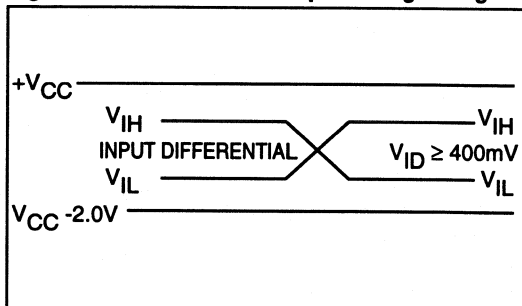 +VCC
VIH VIH
INPUT DIFFERENTIAL VID ≥ 400mV
VIL VIL
VCC -2.0V